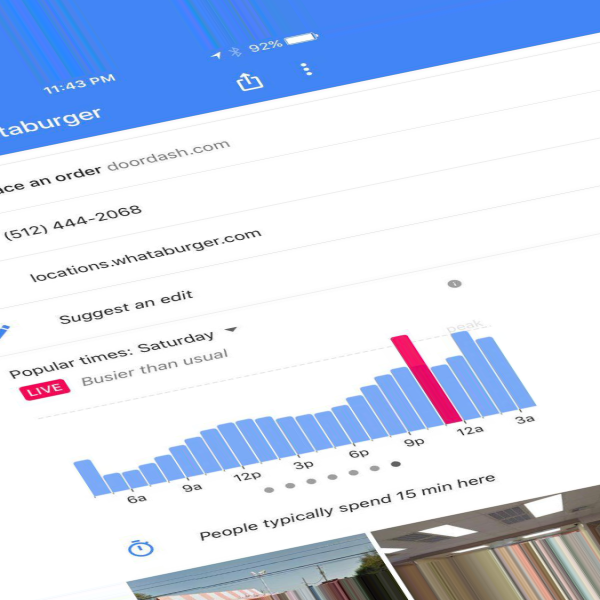 11:43 PM 92%
taburger
ace an order doordash.com
(512) 444-2068
locations.whataburger.com
Suggest an edit
Popular times: Saturday
LIVE Busier than usual
peak
6a 9a 12p 3p 6p 9p 12a 3a
People typically spend 15 min here